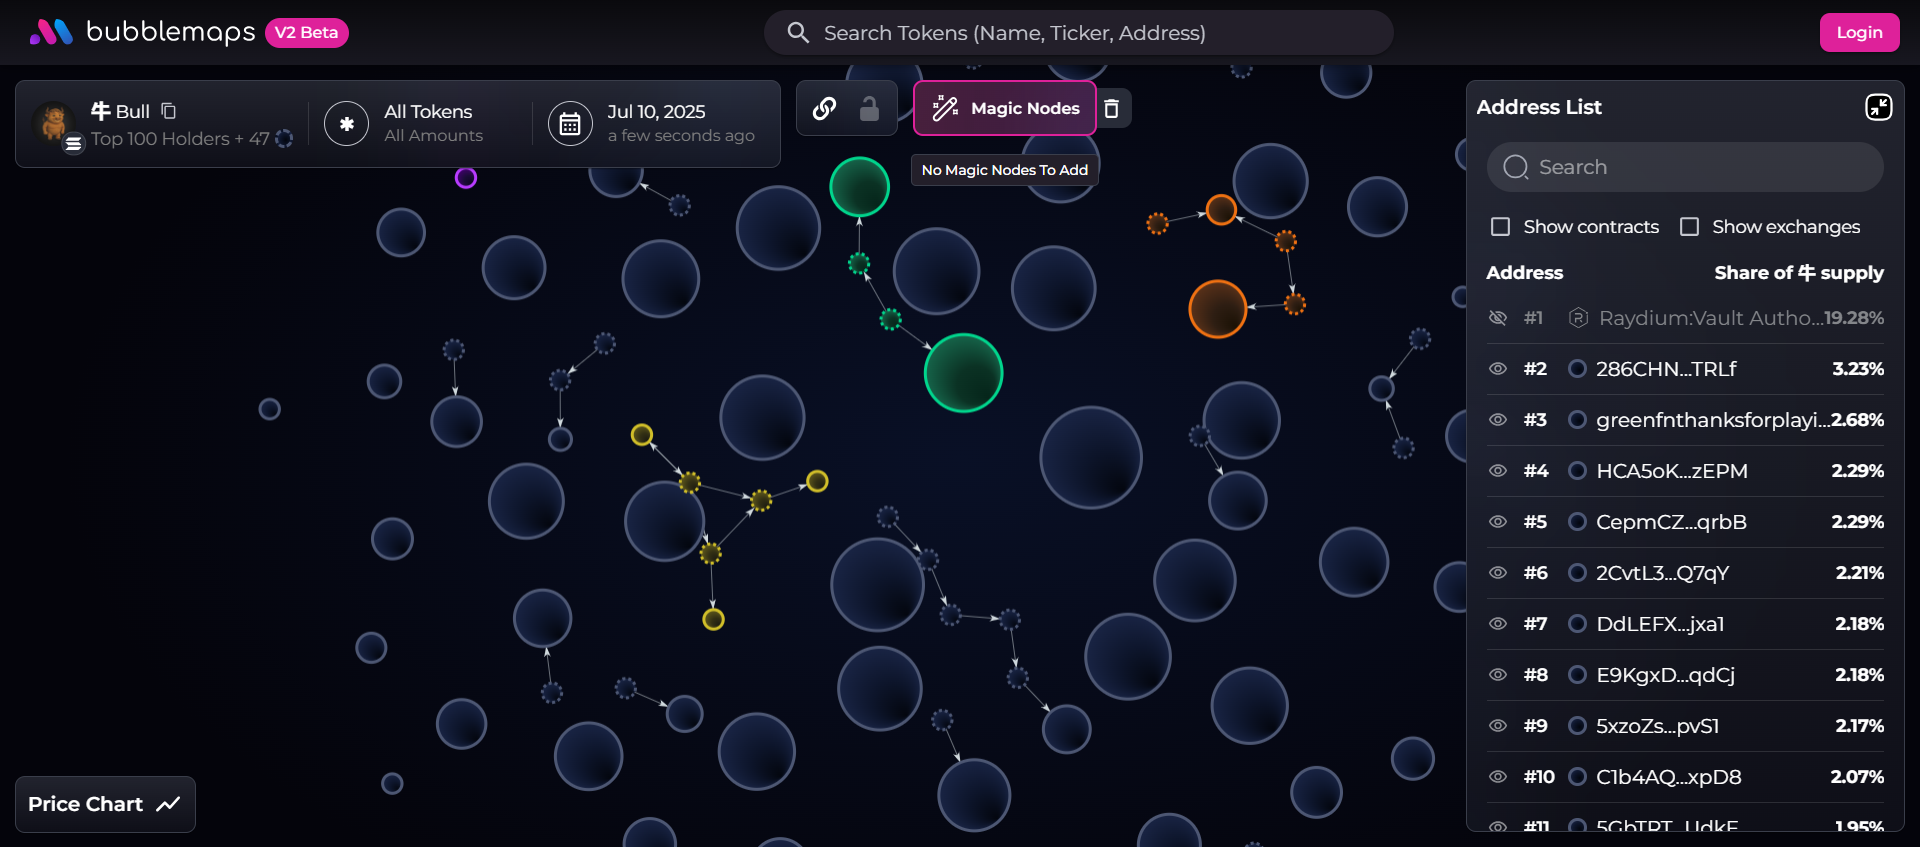 bubblemaps V2 Beta
Search Tokens (Name, Ticker, Address)
Login
牛 Bull
Top 100 Holders + 47
All Tokens
All Amounts
Jul 10, 2025
a few seconds ago
Magic Nodes
No Magic Nodes To Add
Address List
Search
Show contracts Show exchanges
Address Share of 牛 supply
#1 Raydium:Vault Autho...19.28%
#2 286CHN...TRLf 3.23%
#3 greenfnthanksforplayi...2.68%
#4 HCA5oK...zEPM 2.29%
#5 CepmCZ...qrbB 2.29%
#6 2CvtL3...Q7qY 2.21%
#7 DdLEFX...jxa1 2.18%
#8 E9KgxD...qdCj 2.18%
#9 5xzoZs...pvS1 2.17%
#10 C1b4AQ...xpD8 2.07%
#11 1.95%
Price Chart